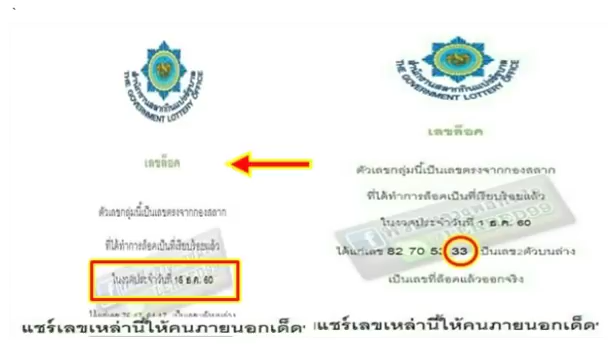 สำนักงานสลากกินแบ่งรัฐบาล
THE GOVERNMENT LOTTERY OFFICE
เลขล็อค
ตัวเลขกลุ่มนี้เป็นเลขตรงจากกองสลาก
ที่ได้ทำการล็อคเป็นที่เรียบร้อยแล้ว
ในงวดประจำวันที่ 16 ธ.ค. 60
แชร์เลขเหล่านี้ให้คนภายนอกเด็ด
สำนักงานสลากกินแบ่งรัฐบาล
THE GOVERNMENT LOTTERY OFFICE
เลขล็อค
ตัวเลขกลุ่มนี้เป็นเลขตรงจากกองสลาก
ที่ได้ทำการล็อคเป็นที่เรียบร้อยแล้ว
ในงวดประจำวันที่ 1 ธ.ค. 60
ได้แก่เลข 82 70 33 เป็นเลข2ตัวบนล่าง
เป็นเลขที่ล็อคแล้วออกจริง
แชร์เลขเหล่านี้ให้คนภายนอกเด็ด